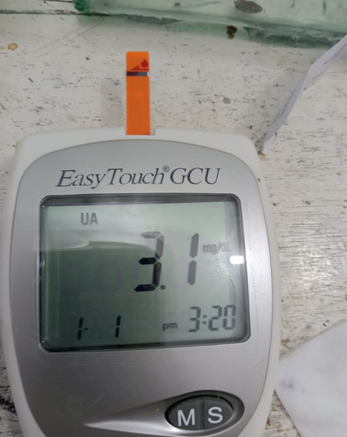 EasyTouch® GCU
UA
3.1 mg/dL
1-1 pm 3:20
M S